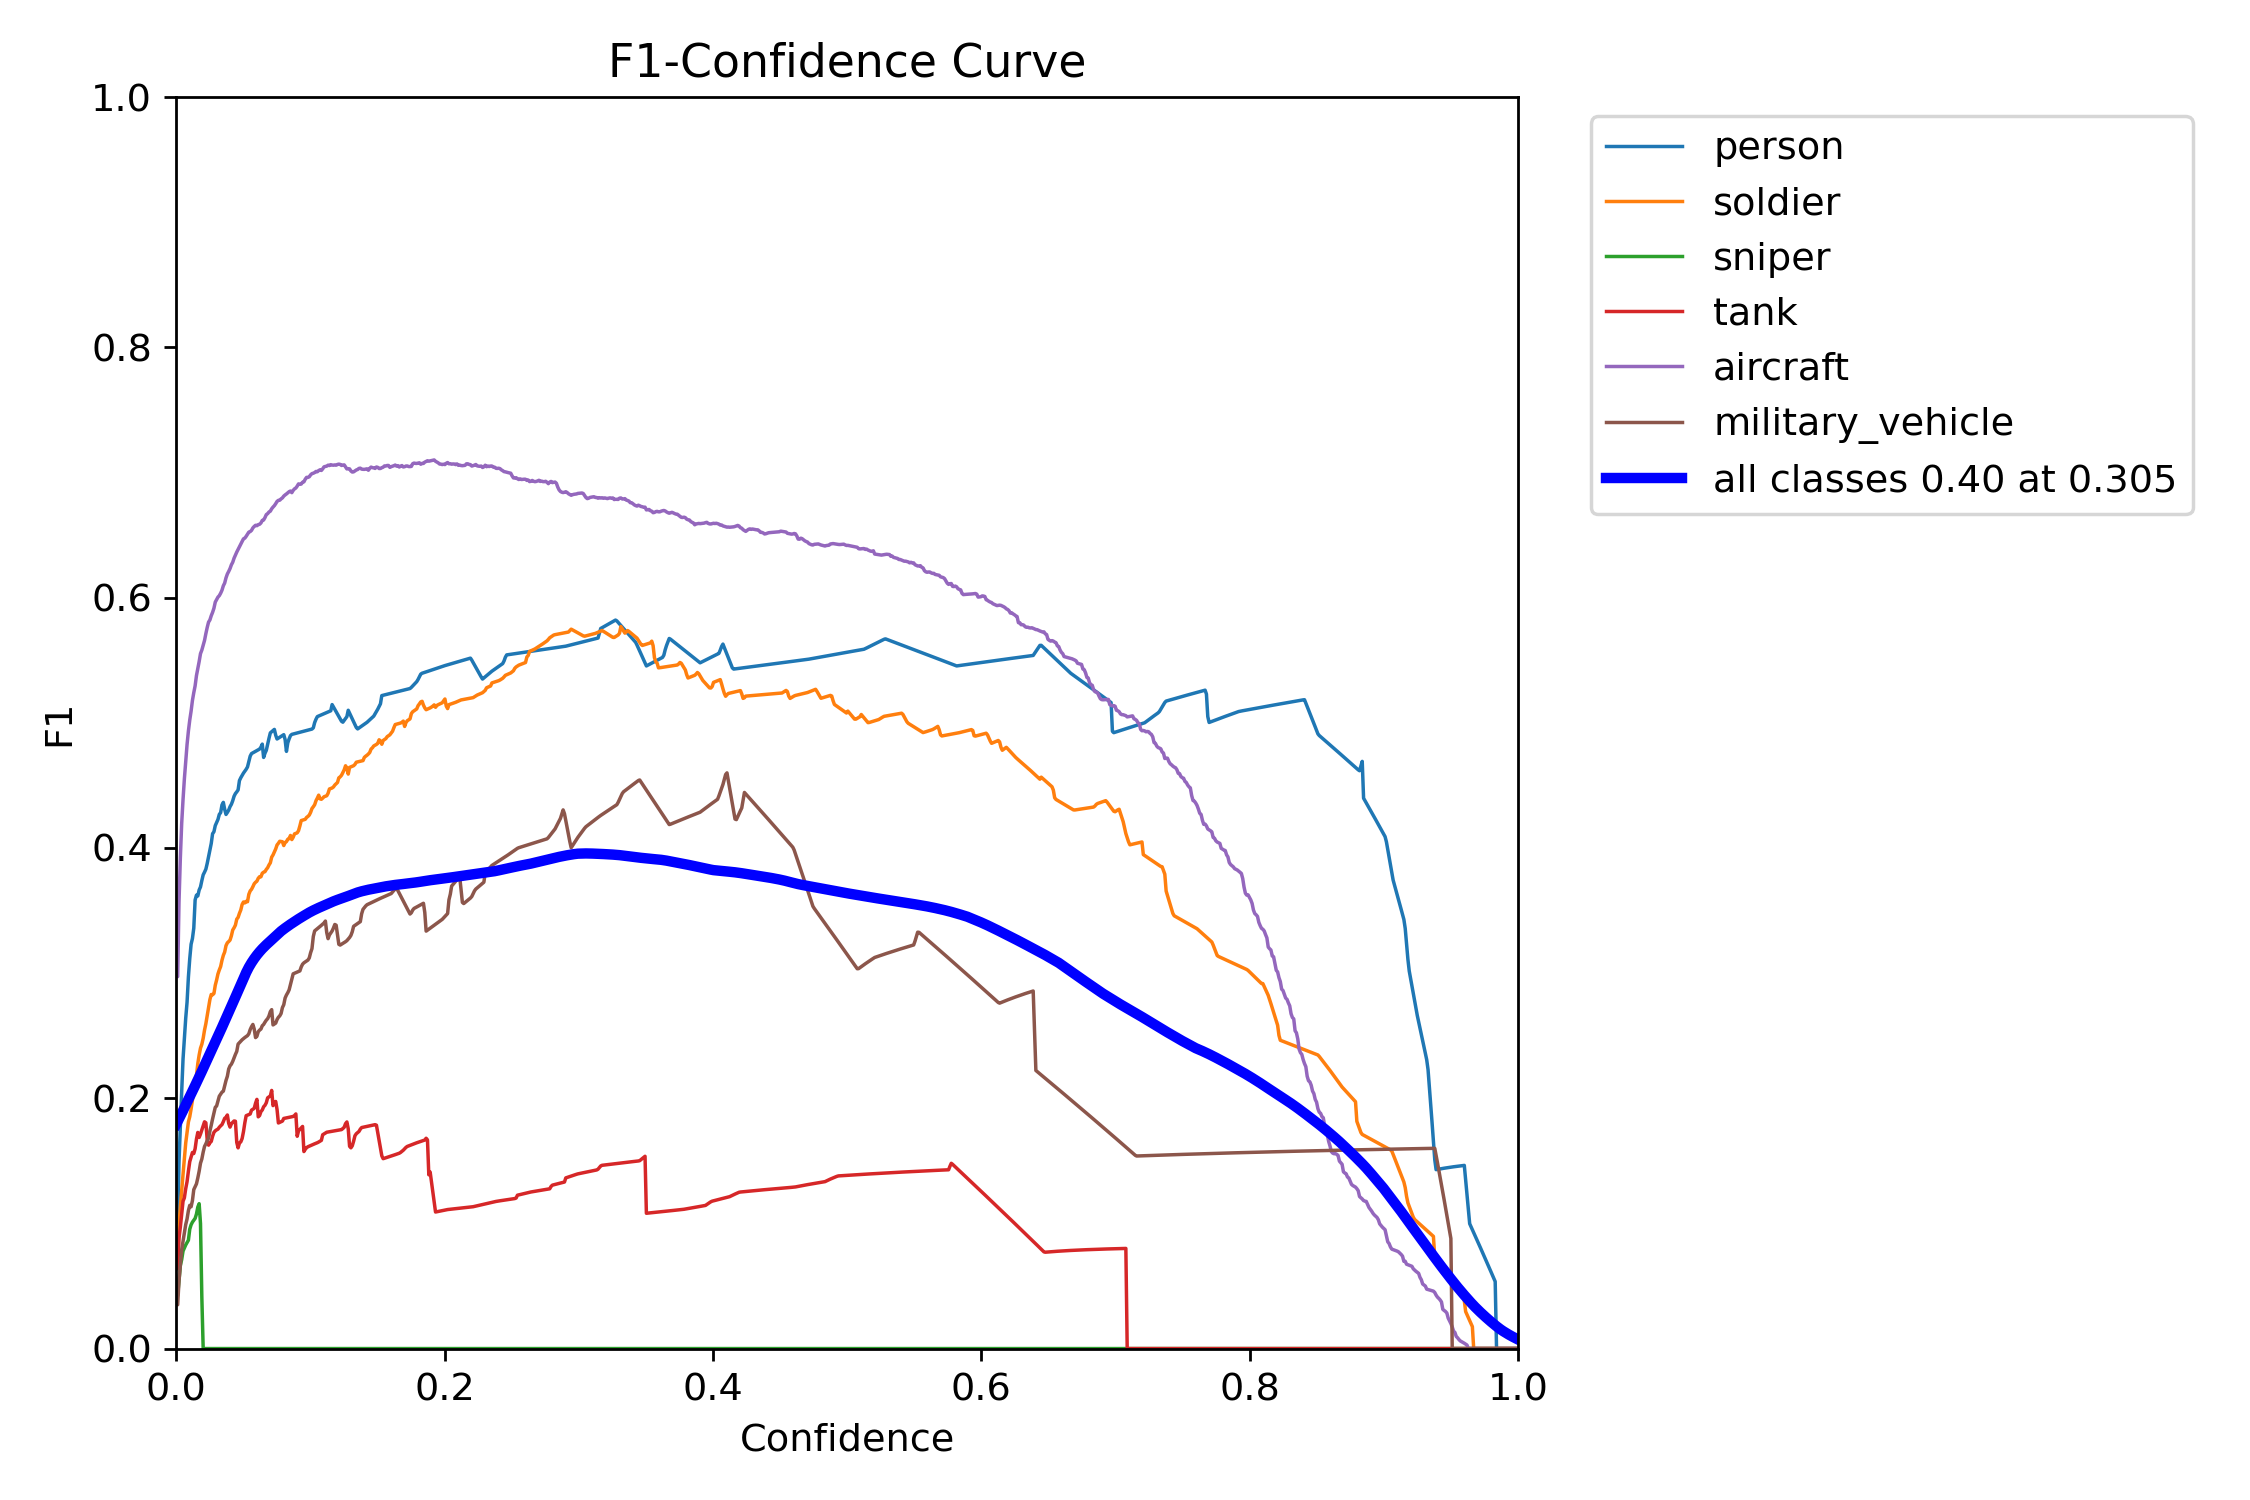 F1-Confidence Curve
1.0
0.8
0.6
0.4
0.2
0.0
F1
0.0 0.2 0.4 0.6 0.8 1.0
Confidence
person
soldier
sniper
tank
aircraft
military_vehicle
all classes 0.40 at 0.305